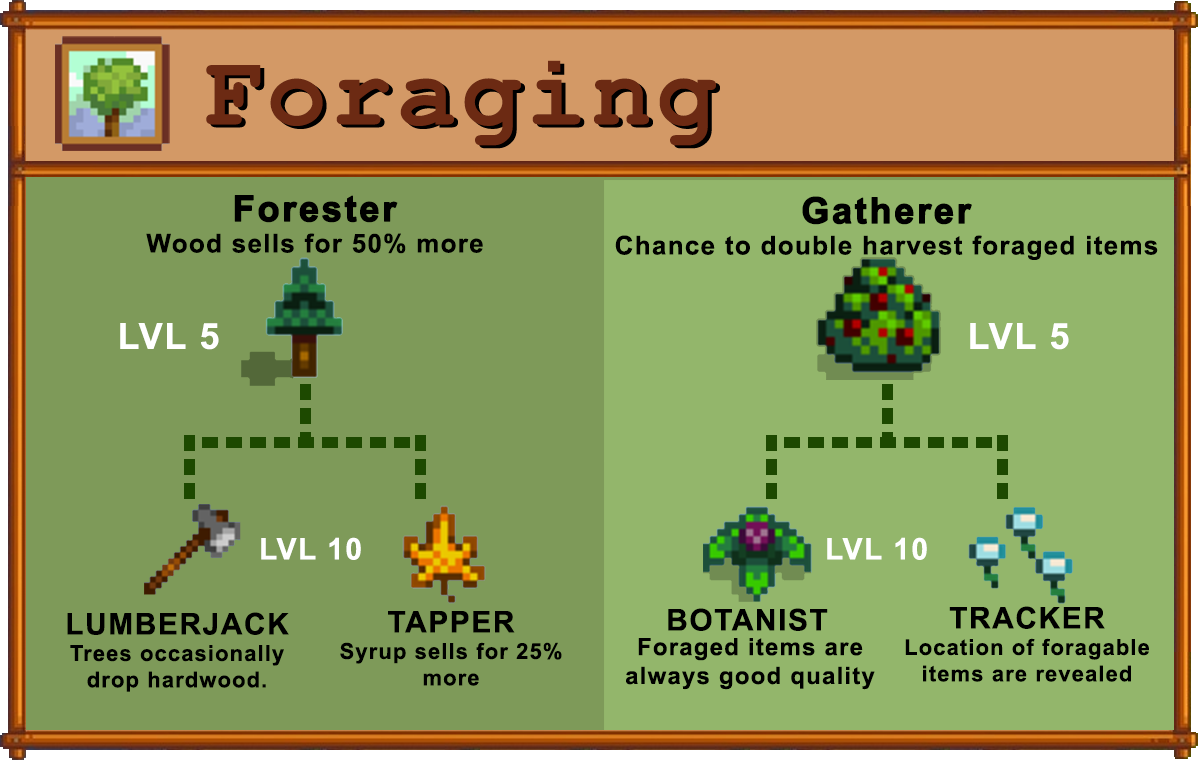 Foraging
Forester
Wood sells for 50% more
LVL 5
LVL 10
LUMBERJACK
Trees occasionally
drop hardwood.
TAPPER
Syrup sells for 25%
more
Gatherer
Chance to double harvest foraged items
LVL 5
LVL 10
BOTANIST
Foraged items are
always good quality
TRACKER
Location of foragable
items are revealed